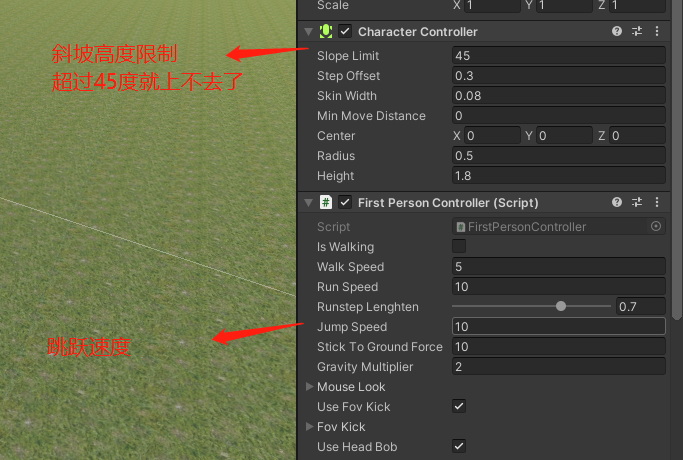 Scale X 1 Y 1 Z 1
Character Controller
斜坡高度限制
超过45度就上不去了
Slope Limit 45
Step Offset 0.3
Skin Width 0.08
Min Move Distance 0
Center X 0 Y 0 Z 0
Radius 0.5
Height 1.8
# First Person Controller (Script)
Script # FirstPersonController
Is Walking
Walk Speed 5
Run Speed 10
Runstep Lenghten 0.7
Jump Speed 10
跳跃速度
Stick To Ground Force 10
Gravity Multiplier 2
Mouse Look
Use Fov Kick
Fov Kick
Use Head Bob